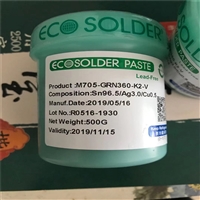 ECO SOLDER PASTE
Lead-Free
Product :M705-GRN360-K2-V
Composition:Sn96.5/Ag3.0/Cu0.5
Manuf.Date:2019/05/16
Lot No.:R0516-1930
Net Weight:500G
Validity:2019/11/15